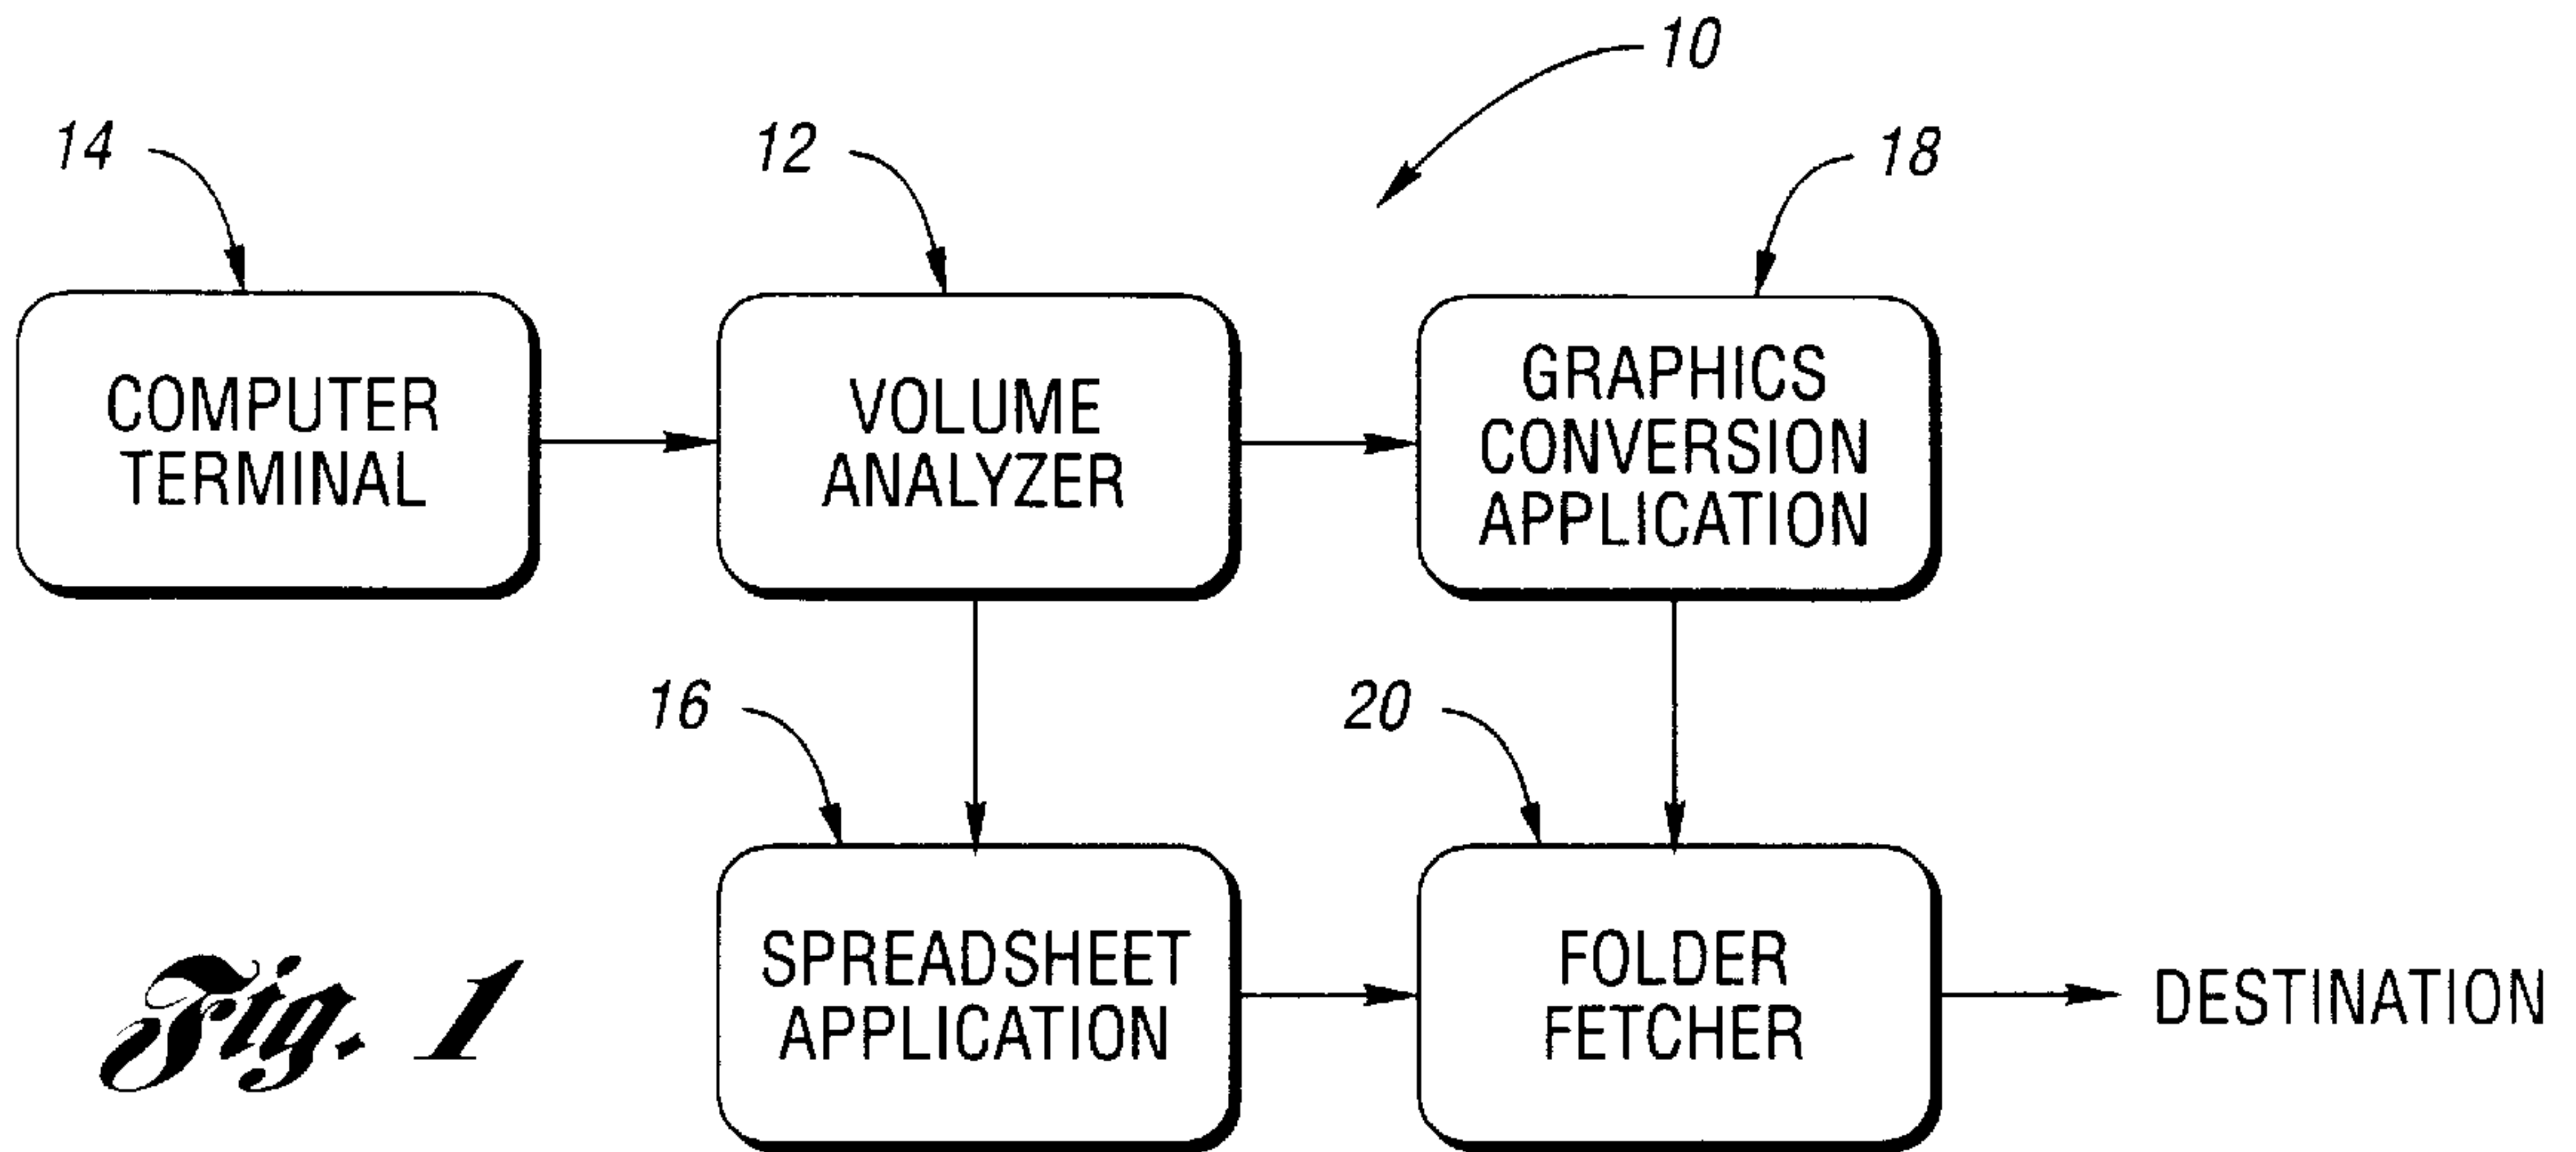 10
14
12
18
COMPUTER
TERMINAL
VOLUME
ANALYZER
GRAPHICS
CONVERSION
APPLICATION
16
20
SPREADSHEET
APPLICATION
FOLDER
FETCHER
DESTINATION
Fig. 1